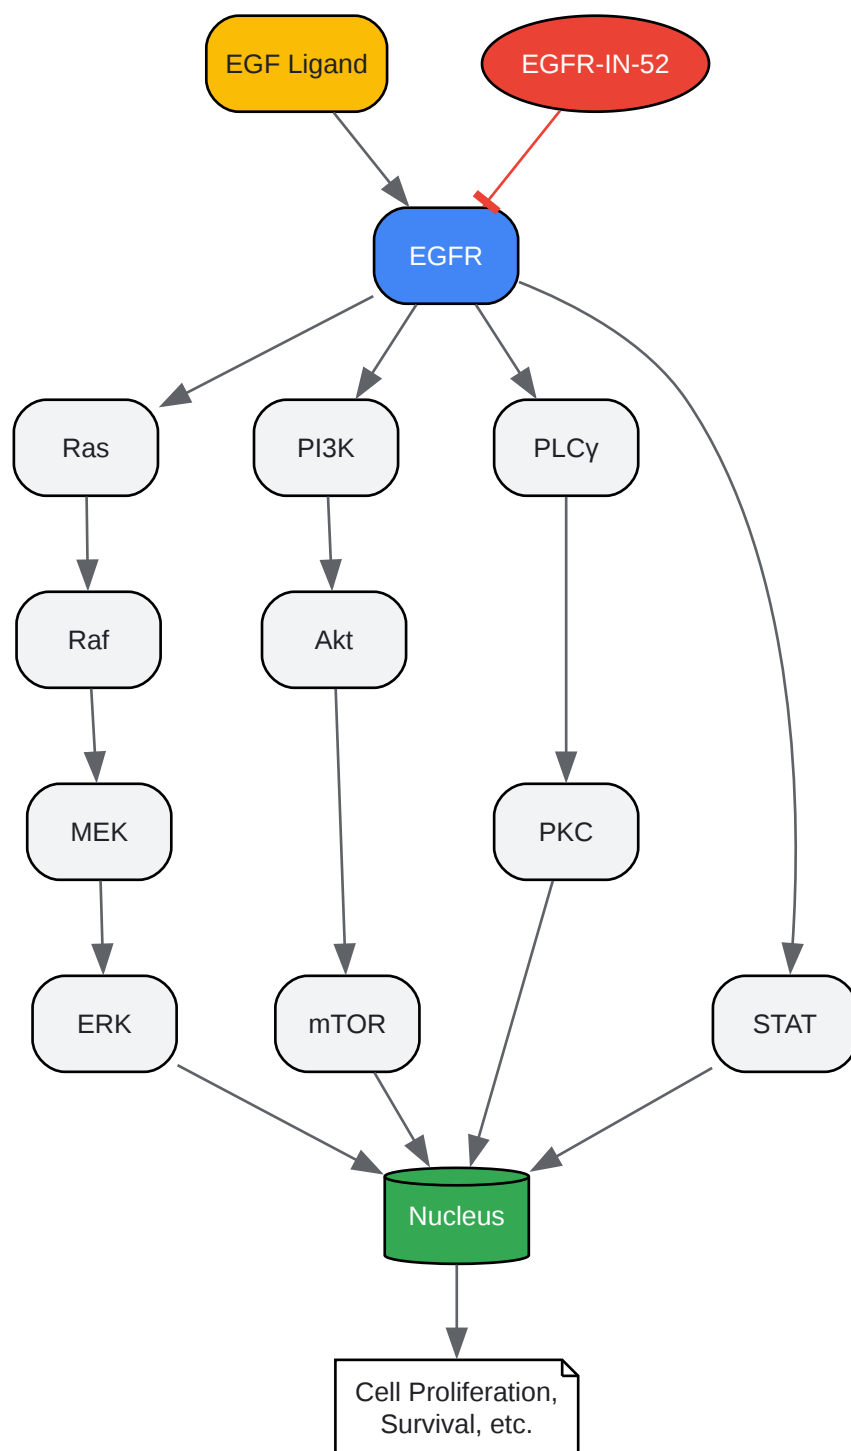 EGF Ligand
EGFR-IN-52
EGFR
Ras
PI3K
PLCγ
Raf
Akt
MEK
PKC
ERK
mTOR
STAT
Nucleus
Cell Proliferation,
Survival, etc.